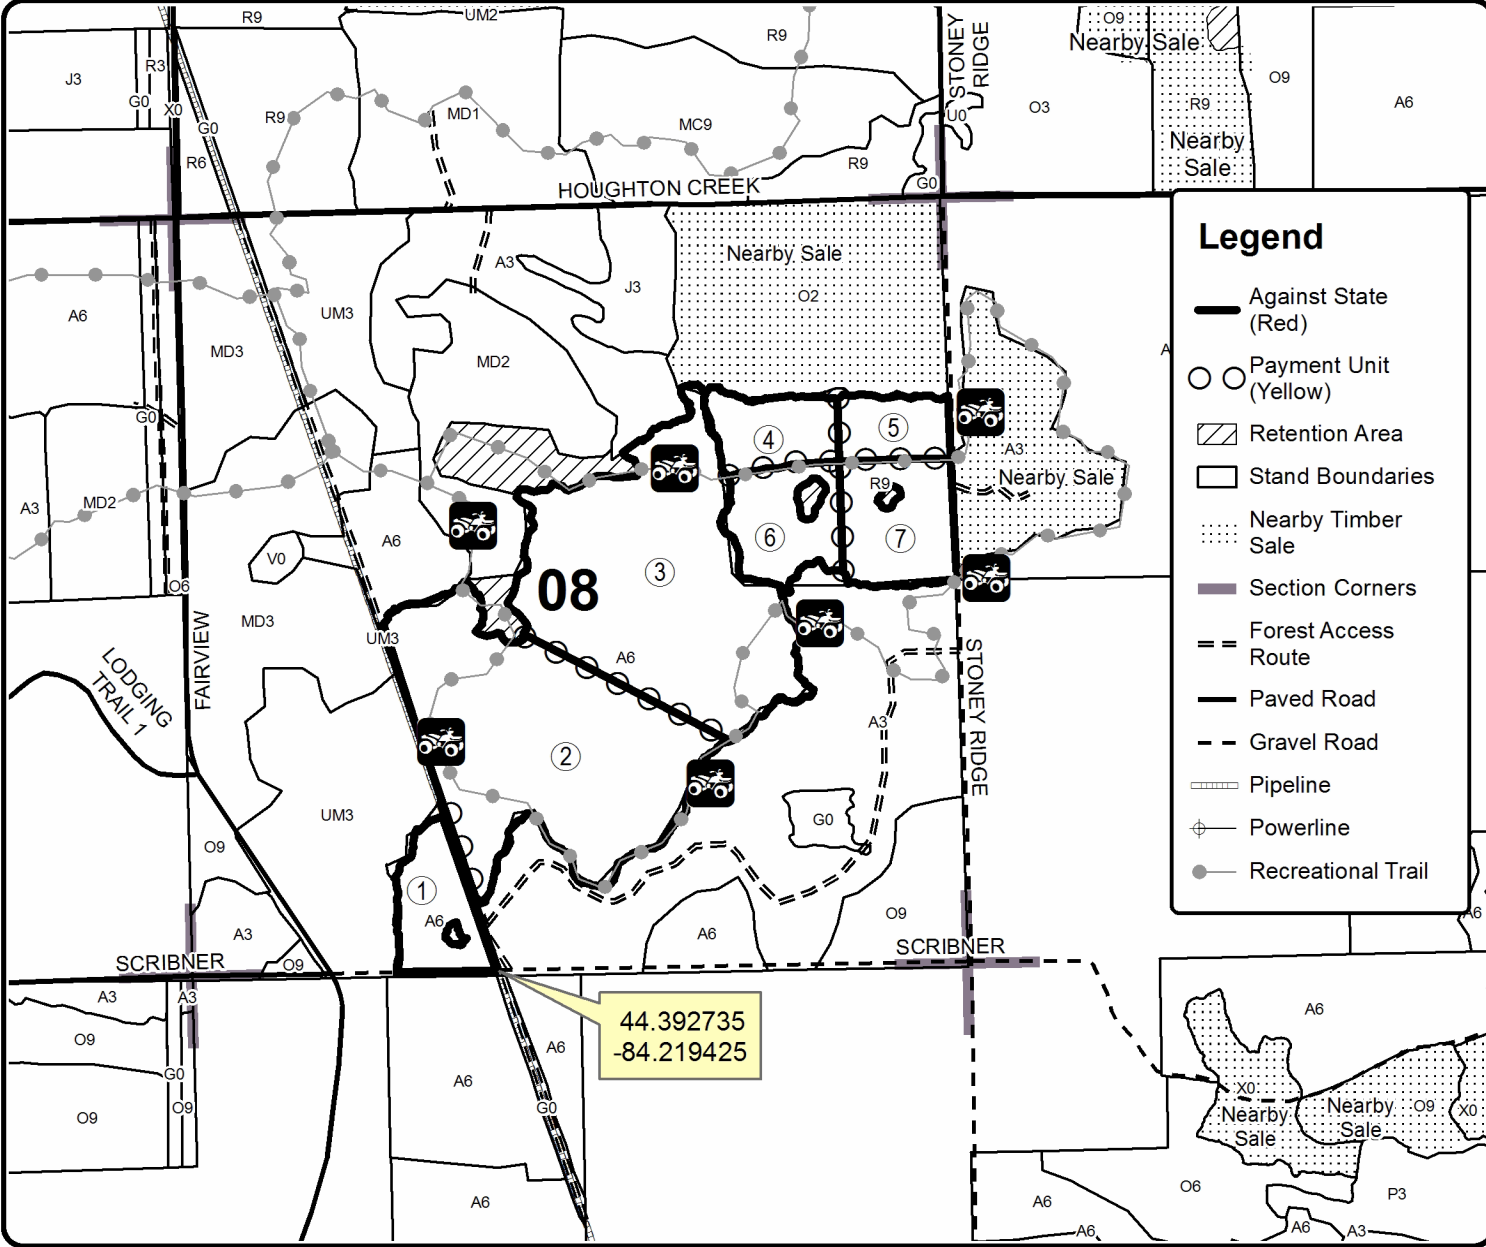 R9
UM2
R9
STONEY
RIDGE
O9
Nearby Sale
J3
R3
G0
X0
G0
R9
MD1
MC9
U0
O3
R9
O9
A6
Nearby
Sale
R6
R9
G0
HOUGHTON CREEK
Legend
Against State
(Red)
Payment Unit
(Yellow)
Retention Area
Stand Boundaries
Nearby Timber
Sale
Section Corners
Forest Access
Route
Paved Road
Gravel Road
Pipeline
Powerline
Recreational Trail
Nearby Sale
O2
A3
J3
A6
UM3
MD3
MD2
A
G0
4
5
A3
Nearby Sale
R9
A3
MD2
A6
V0
6
7
3
08
O6
MD3
UM3
A6
FAIRVIEW
LODGING
TRAIL 1
STONEY RIDGE
A3
2
UM3
G0
O9
1
A6
A6
O9
A6
A3
O9
SCRIBNER
SCRIBNER
44.392735
-84.219425
A3
A3
O9
G0
O9
O9
A6
A6
G0
A6
A6
X0
Nearby
Sale
Nearby
Sale
O9
X0
O6
P3
A6
A6
A6
A3